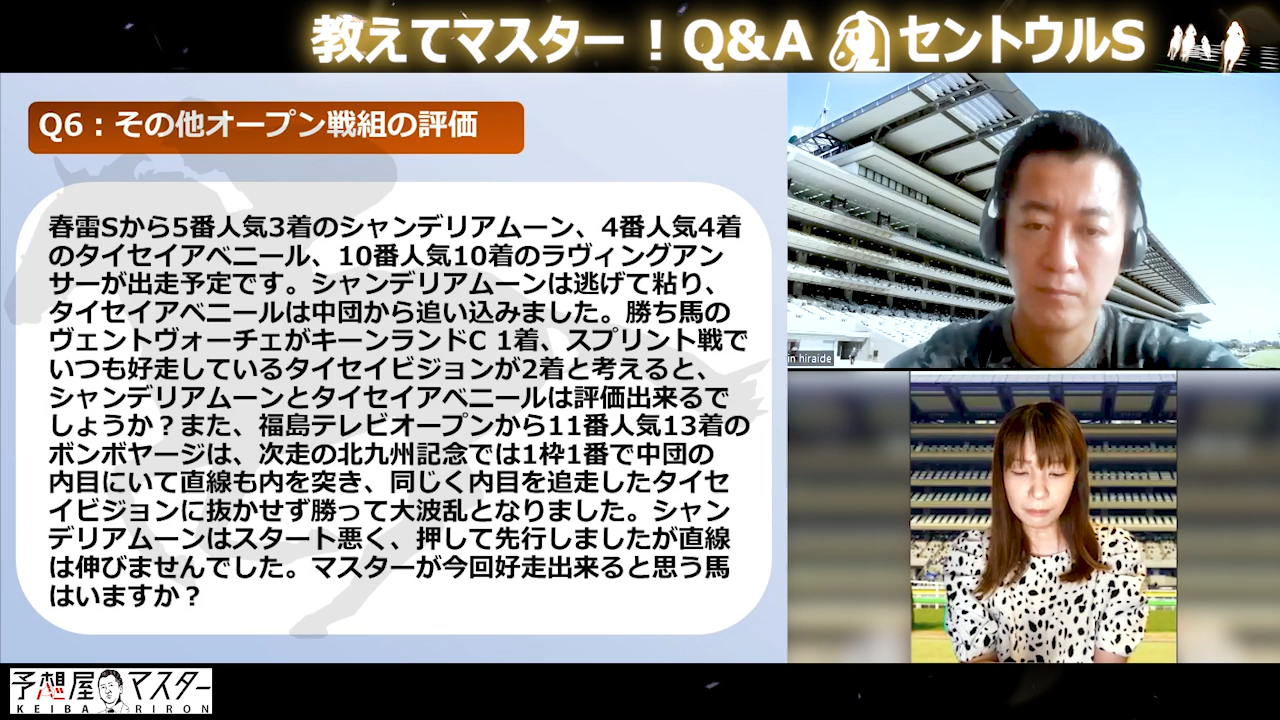 教えてマスター！Q&A セントウルS
Q6：その他オープン戦組の評価
春雷Sから5番人気3着のシャンデリアムーン、4番人気4着
のタイセイアベニール、10番人気10着のラヴィングアン
サーが出走予定です。シャンデリアムーンは逃げて粘り、
タイセイアベニールは中団から追い込みました。勝ち馬の
ヴェントヴォーチェがキーンランドC 1着、スプリント戦で
いつも好走しているタイセイビジョンが2着と考えると、
シャンデリアムーンとタイセイアベニールは評価出来るで
しょうか？また、福島テレビオープンから11番人気13着の
ボンボヤージは、次走の北九州記念では1枠1番で中団の
内目にいて直線も内を突き、同じく内目を追走したタイセ
イビジョンに抜かせず勝って大波乱となりました。シャン
デリアムーンはスタート悪く、押して先行しましたが直線
は伸びませんでした。マスターが今回好走出来ると思う馬
はいますか？
in hiraide
予想屋マスター
KEIBA RIRON